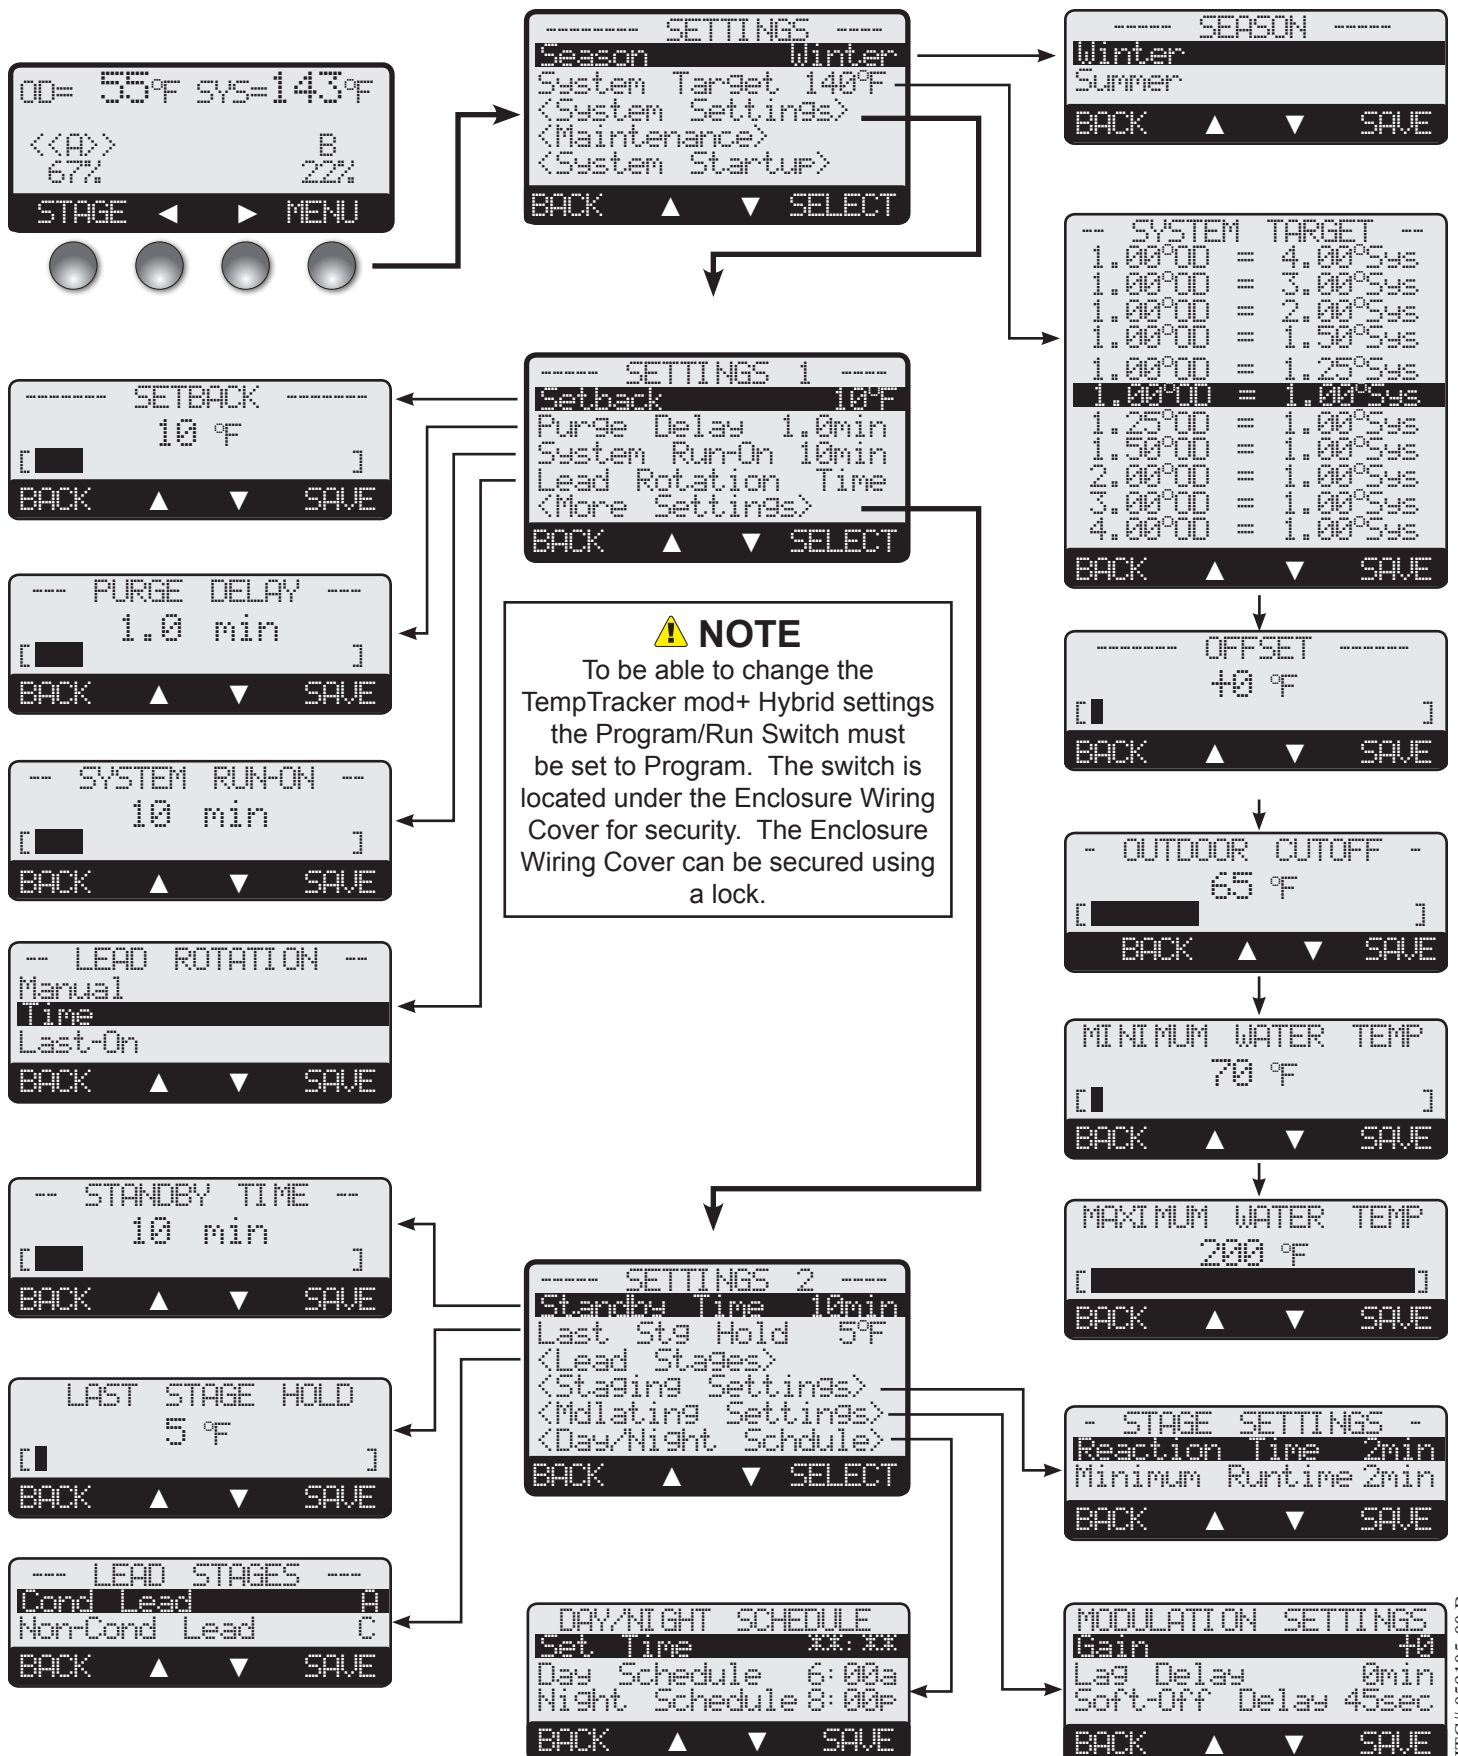 OD= 55°F SYS=143°F
<<A>> B
67% 22%
STAGE ◄ ► MENU
------- SETTINGS ----
Season Winter
System Target 140°F
<System Settings>
<Maintenance>
<System Startup>
BACK ▲ ▼ SELECT
----- SEASON -----
Winter
Summer
BACK ▲ ▼ SAVE
-- SYSTEM TARGET --
1.00°OD = 4.00°Sys
1.00°OD = 3.00°Sys
1.00°OD = 2.00°Sys
1.00°OD = 1.50°Sys
1.00°OD = 1.25°Sys
1.00°OD = 1.00°Sys
1.25°OD = 1.00°Sys
1.50°OD = 1.00°Sys
2.00°OD = 1.00°Sys
3.00°OD = 1.00°Sys
4.00°OD = 1.00°Sys
BACK ▲ ▼ SAVE
----- SETTINGS 1 ----
Setback 10°F
Purge Delay 1.0min
System Run-On 10min
Lead Rotation Time
<More Settings>
BACK ▲ ▼ SELECT
------- SETBACK -------
10 °F
[ ]
BACK ▲ ▼ SAVE
--- PURGE DELAY ---
1.0 min
[ ]
BACK ▲ ▼ SAVE
-- SYSTEM RUN-ON --
10 min
[ ]
BACK ▲ ▼ SAVE
-- LEAD ROTATION --
Manual
Time
Last-On
BACK ▲ ▼ SAVE
NOTE
To be able to change the
TempTracker mod+ Hybrid settings
the Program/Run Switch must
be set to Program. The switch is
located under the Enclosure Wiring
Cover for security. The Enclosure
Wiring Cover can be secured using
a lock.
------- OFFSET ------
+0 °F
[ ]
BACK ▲ ▼ SAVE
- OUTDOOR CUTOFF -
65 °F
[ ]
BACK ▲ ▼ SAVE
MINIMUM WATER TEMP
70 °F
[ ]
BACK ▲ ▼ SAVE
MAXIMUM WATER TEMP
200 °F
[ ]
BACK ▲ ▼ SAVE
-- STANDBY TIME --
10 min
[ ]
BACK ▲ ▼ SAVE
----- SETTINGS 2 ----
Standby Time 10min
Last Stg Hold 5°F
<Lead Stages>
<Staging Settings>
<Mdlating Settings>
<Day/Night Schdule>
BACK ▲ ▼ SELECT
LAST STAGE HOLD
5 °F
[ ]
BACK ▲ ▼ SAVE
--- LEAD STAGES ---
Cond Lead A
Non-Cond Lead C
BACK ▲ ▼ SAVE
- STAGE SETTINGS -
Reaction Time 2min
Minimum Runtime 2min
BACK ▲ ▼ SAVE
DAY/NIGHT SCHEDULE
Set Time **:**
Day Schedule 6:00a
Night Schedule 8:00p
BACK ▲ ▼ SAVE
MODULATION SETTINGS
Gain +0
Lag Delay 0min
Soft-Off Delay 45sec
BACK ▲ ▼ SAVE